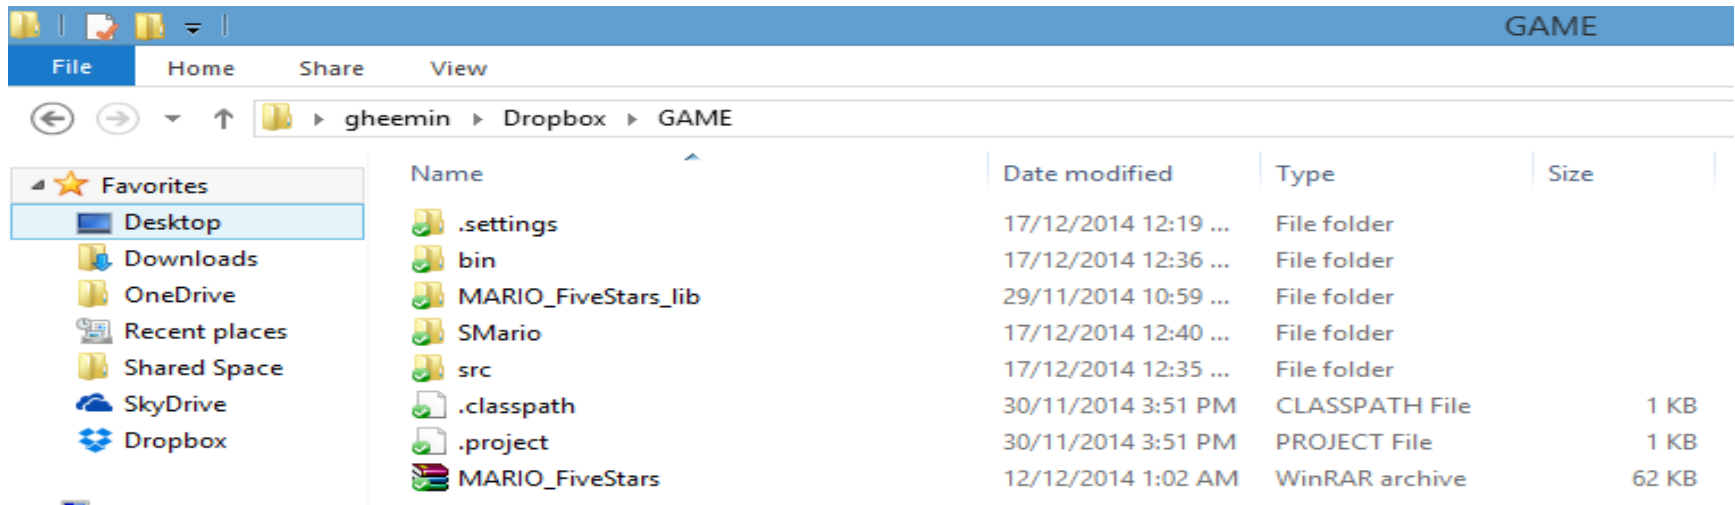 GAME
File Home Share View
gheemin Dropbox GAME
Name Date modified Type Size
Favorites
Desktop .settings 17/12/2014 12:19 ... File folder
Downloads bin 17/12/2014 12:36 ... File folder
OneDrive MARIO_FiveStars_lib 29/11/2014 10:59 ... File folder
Recent places SMario 17/12/2014 12:40 ... File folder
Shared Space src 17/12/2014 12:35 ... File folder
SkyDrive .classpath 30/11/2014 3:51 PM CLASSPATH File 1 KB
Dropbox .project 30/11/2014 3:51 PM PROJECT File 1 KB
MARIO_FiveStars 12/12/2014 1:02 AM WinRAR archive 62 KB